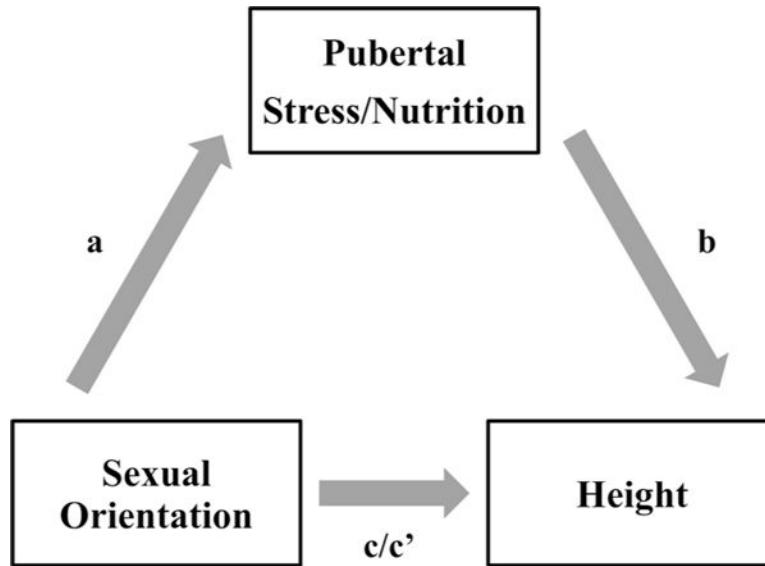 Pubertal
Stress/Nutrition
a
b
Sexual
Orientation
Height
c/c’